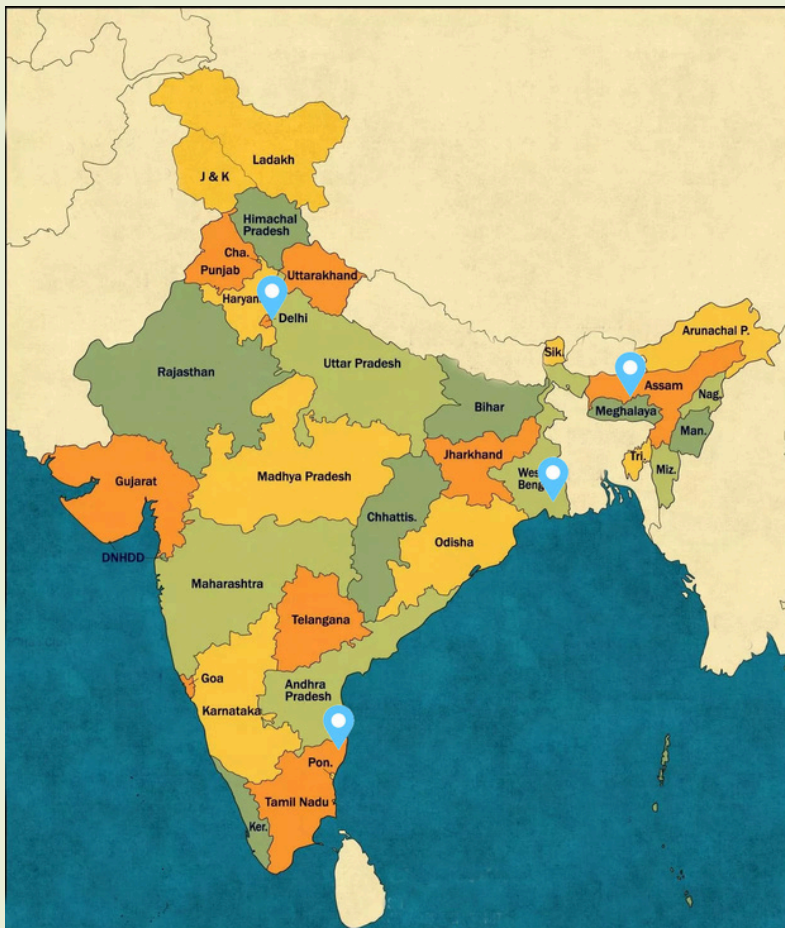 Ladakh
J & K
Himachal
Pradesh
Cha.
Punjab
Uttarakhand
Haryan
Delhi
Arunachal P.
Sik.
Uttar Pradesh
Rajasthan
Assam
Nag.
Bihar
Meghalaya
Man.
Jharkhand
Tri.
Miz.
Wes
Beng
Madhya Pradesh
Gujarat
Chhattis.
Odisha
DNHDD
Maharashtra
Telangana
Goa
Andhra
Pradesh
Karnataka
Pon.
Tamil Nadu
Ker.